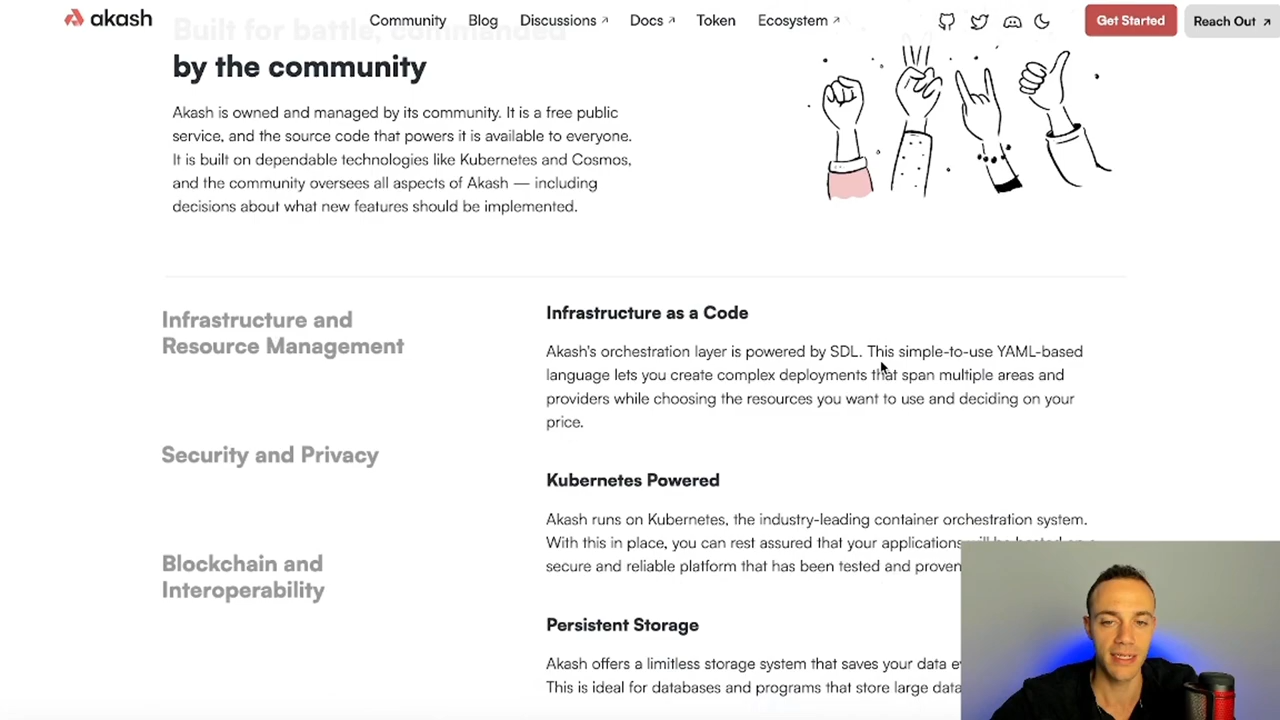 akash
Community
Blog
Discussions ↗
Docs ↗
Token
Ecosystem ↗
Get Started
Reach Out ↗
Built for battle, commanded
by the community
Akash is owned and managed by its community. It is a free public
service, and the source code that powers it is available to everyone.
It is built on dependable technologies like Kubernetes and Cosmos,
and the community oversees all aspects of Akash — including
decisions about what new features should be implemented.
Infrastructure and
Resource Management
Security and Privacy
Blockchain and
Interoperability
Infrastructure as a Code
Akash's orchestration layer is powered by SDL. This simple-to-use YAML-based
language lets you create complex deployments that span multiple areas and
providers while choosing the resources you want to use and deciding on your
price.
Kubernetes Powered
Akash runs on Kubernetes, the industry-leading container orchestration system.
With this in place, you can rest assured that your applications will be hosted on a
secure and reliable platform that has been tested and proven
Persistent Storage
Akash offers a limitless storage system that saves your data
This is ideal for databases and programs that store large data